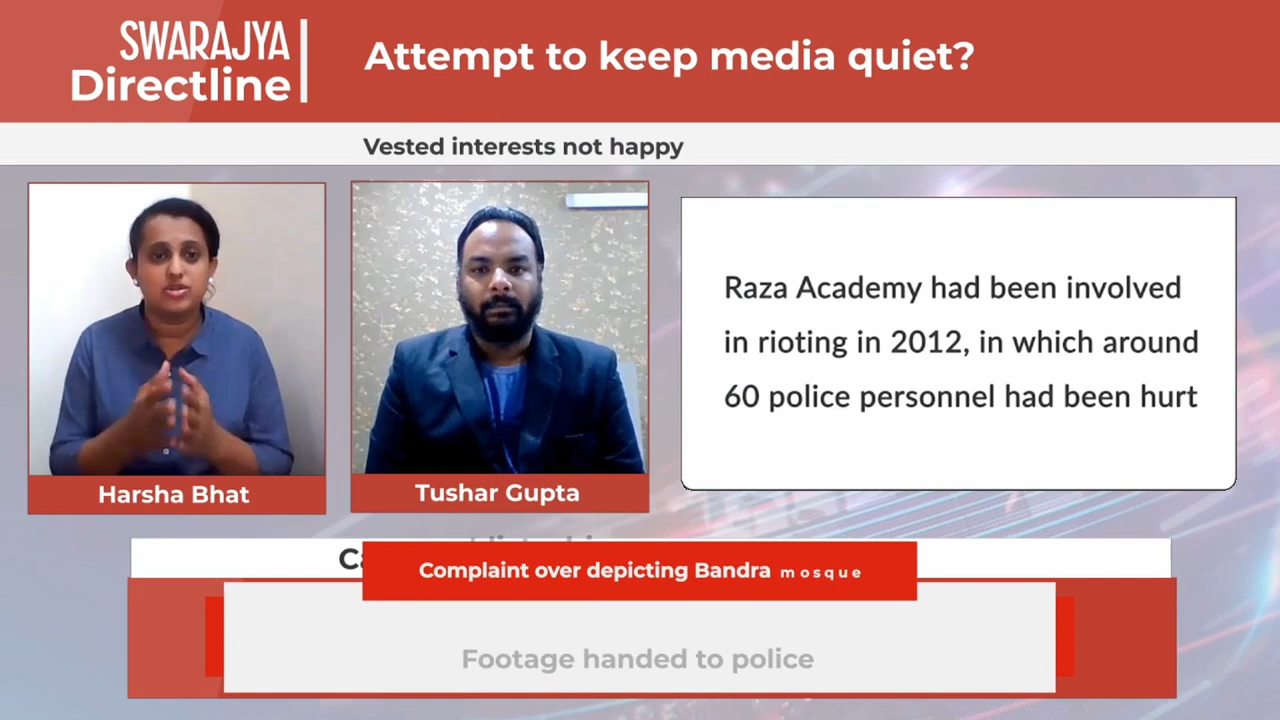 SWARAJYA
Directline
Attempt to keep media quiet?
Vested interests not happy
Raza Academy had been involved
in rioting in 2012, in which around
60 police personnel had been hurt
Harsha Bhat
Tushar Gupta
Complaint over depicting Bandra mosque
Footage handed to police